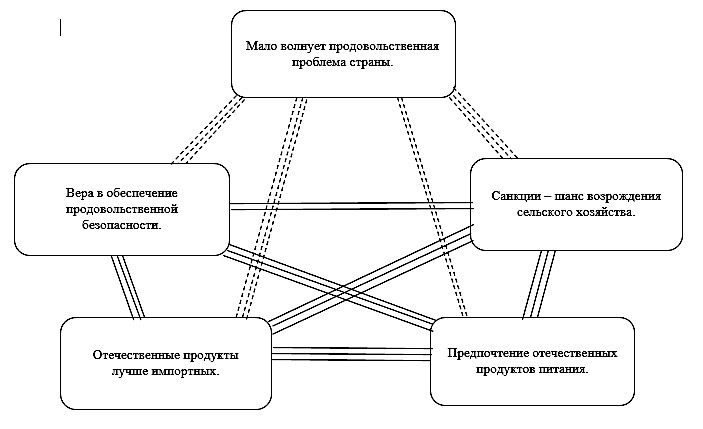 Мало волнует продовольственная
проблема страны.
Вера в обеспечение
продовольственной
безопасности.
Санкции – шанс возрождения
сельского хозяйства.
Отечественные продукты
лучше импортных.
Предпочтение отечественных
продуктов питания.